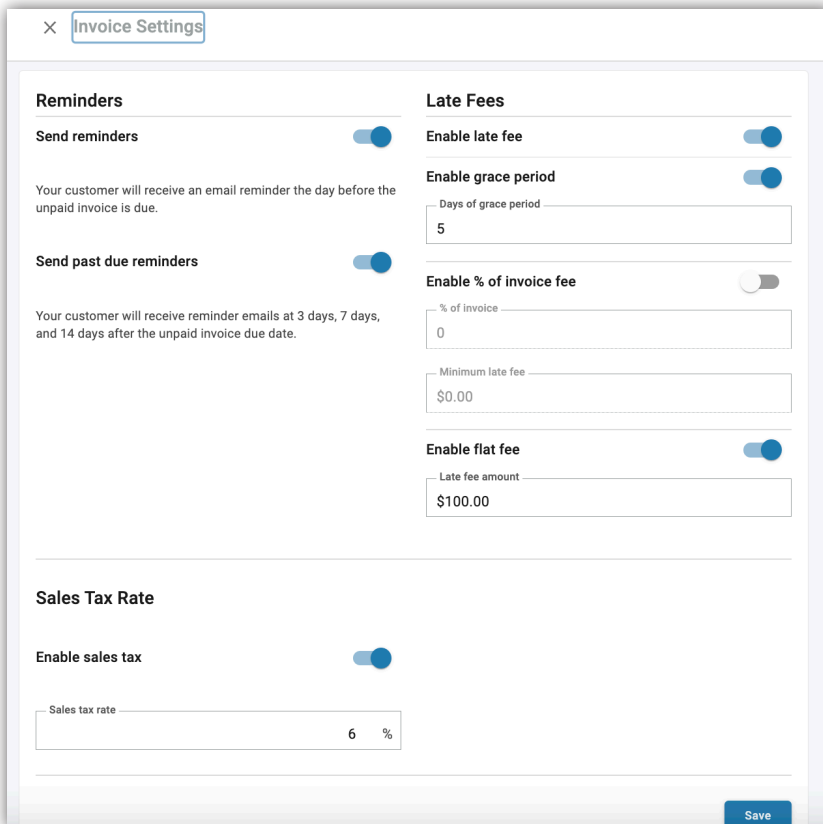 Invoice Settings
Reminders
Send reminders
Your customer will receive an email reminder the day before the
unpaid invoice is due.
Send past due reminders
Your customer will receive reminder emails at 3 days, 7 days,
and 14 days after the unpaid invoice due date.
Late Fees
Enable late fee
Enable grace period
Days of grace period
5
Enable % of invoice fee
% of invoice
0
Minimum late fee
$0.00
Enable flat fee
Late fee amount
$100.00
Sales Tax Rate
Enable sales tax
Sales tax rate
6 %
Save